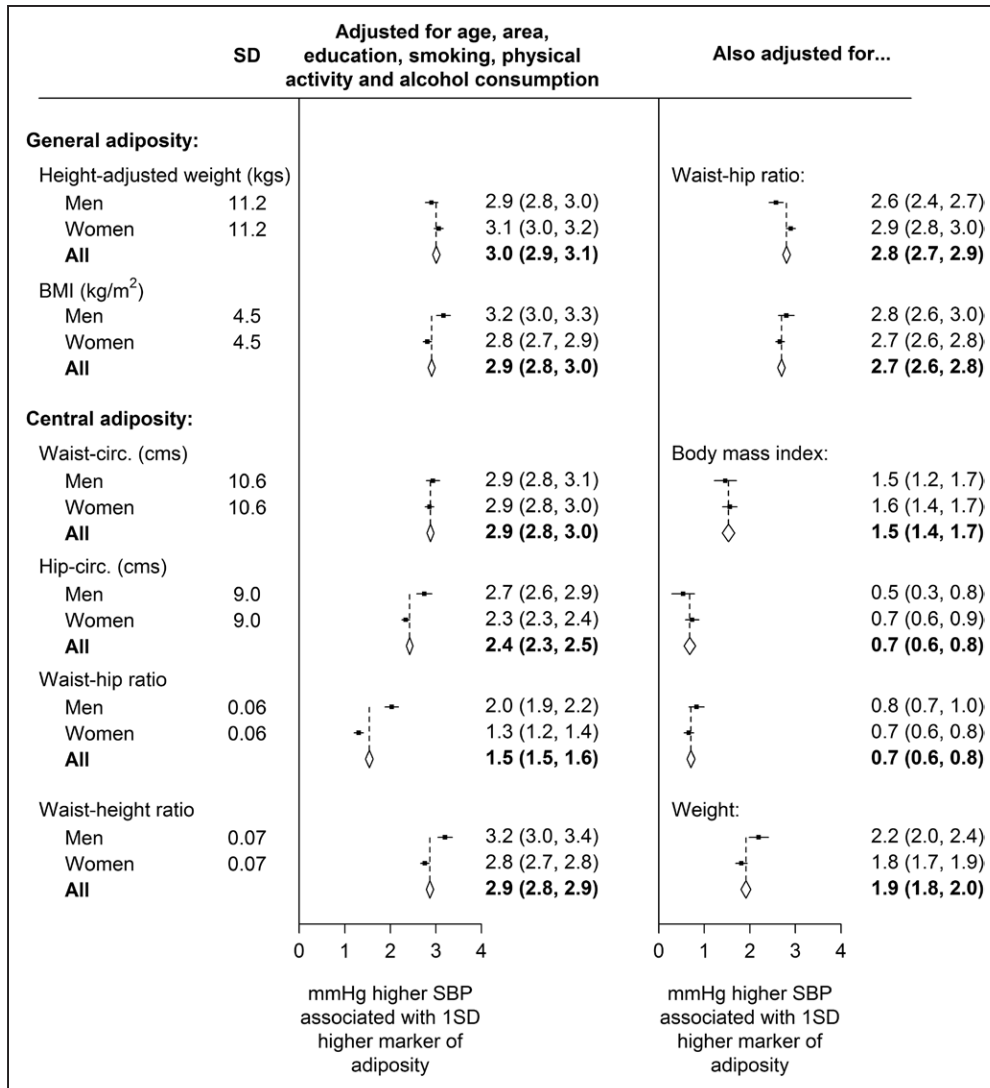 SD
Adjusted for age, area,
education, smoking, physical
activity and alcohol consumption
Also adjusted for...
General adiposity:
Height-adjusted weight (kgs)
Waist-hip ratio:
Men 11.2 2.9 (2.8, 3.0) 2.6 (2.4, 2.7)
Women 11.2 3.1 (3.0, 3.2) 2.9 (2.8, 3.0)
All 3.0 (2.9, 3.1) 2.8 (2.7, 2.9)
BMI (kg/m²)
Men 4.5 3.2 (3.0, 3.3) 2.8 (2.6, 3.0)
Women 4.5 2.8 (2.7, 2.9) 2.7 (2.6, 2.8)
All 2.9 (2.8, 3.0) 2.7 (2.6, 2.8)
Central adiposity:
Waist-circ. (cms)
Body mass index:
Men 10.6 2.9 (2.8, 3.1) 1.5 (1.2, 1.7)
Women 10.6 2.9 (2.8, 3.0) 1.6 (1.4, 1.7)
All 2.9 (2.8, 3.0) 1.5 (1.4, 1.7)
Hip-circ. (cms)
Men 9.0 2.7 (2.6, 2.9) 0.5 (0.3, 0.8)
Women 9.0 2.3 (2.3, 2.4) 0.7 (0.6, 0.9)
All 2.4 (2.3, 2.5) 0.7 (0.6, 0.8)
Waist-hip ratio
Men 0.06 2.0 (1.9, 2.2) 0.8 (0.7, 1.0)
Women 0.06 1.3 (1.2, 1.4) 0.7 (0.6, 0.8)
All 1.5 (1.5, 1.6) 0.7 (0.6, 0.8)
Waist-height ratio
Weight:
Men 0.07 3.2 (3.0, 3.4) 2.2 (2.0, 2.4)
Women 0.07 2.8 (2.7, 2.8) 1.8 (1.7, 1.9)
All 2.9 (2.8, 2.9) 1.9 (1.8, 2.0)
0 1 2 3 4
0 1 2 3 4
mmHg higher SBP
associated with 1SD
higher marker of
adiposity
mmHg higher SBP
associated with 1SD
higher marker of
adiposity